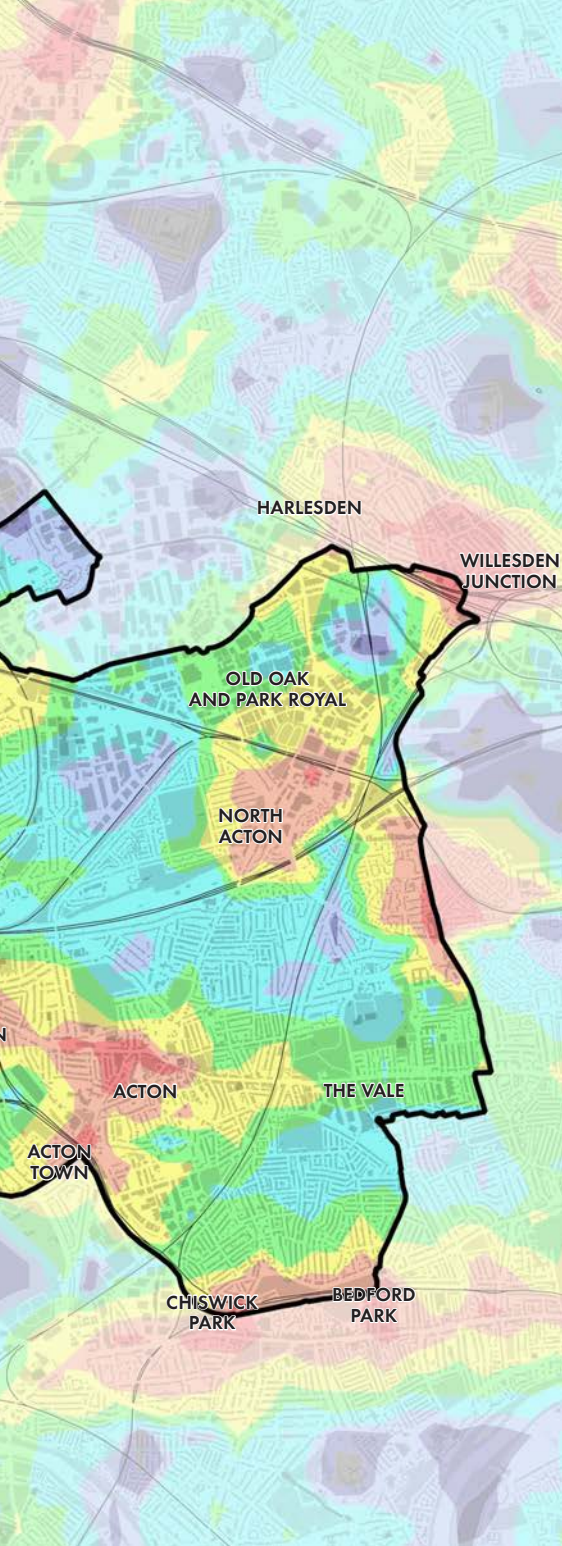 HARLESDEN
WILLESDEN
JUNCTION
OLD OAK
AND PARK ROYAL
NORTH
ACTON
N
ACTON
THE VALE
ACTON
TOWN
CHISWICK
PARK
BEDFORD
PARK